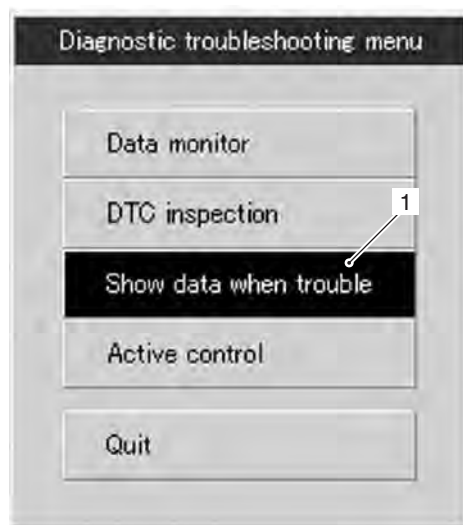 Diagnostic troubleshooting menu
Data monitor
DTC inspection
1
Show data when trouble
Active control
Quit